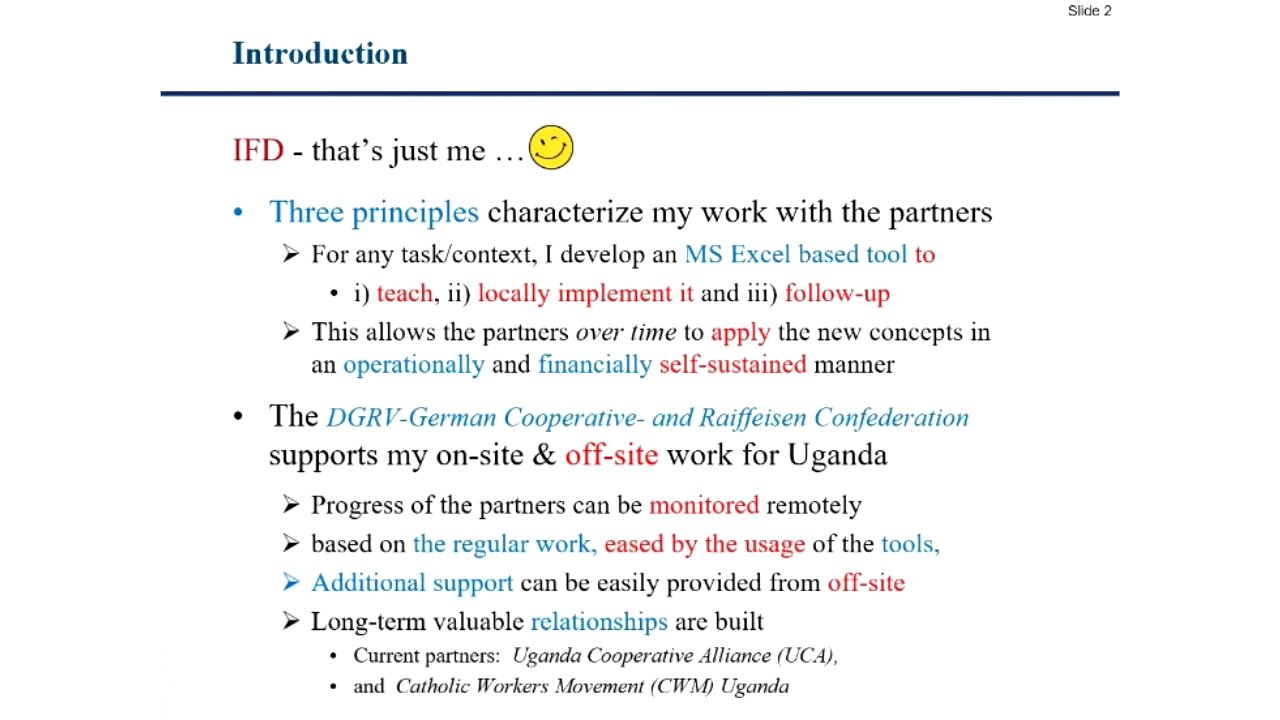 Slide 2
Introduction
IFD - that's just me …
• Three principles characterize my work with the partners
➢ For any task/context, I develop an MS Excel based tool to
• i) teach, ii) locally implement it and iii) follow-up
➢ This allows the partners over time to apply the new concepts in
an operationally and financially self-sustained manner
• The DGRV-German Cooperative- and Raiffeisen Confederation
supports my on-site & off-site work for Uganda
➢ Progress of the partners can be monitored remotely
➢ based on the regular work, eased by the usage of the tools,
➢ Additional support can be easily provided from off-site
➢ Long-term valuable relationships are built
• Current partners: Uganda Cooperative Alliance (UCA),
• and Catholic Workers Movement (CWM) Uganda